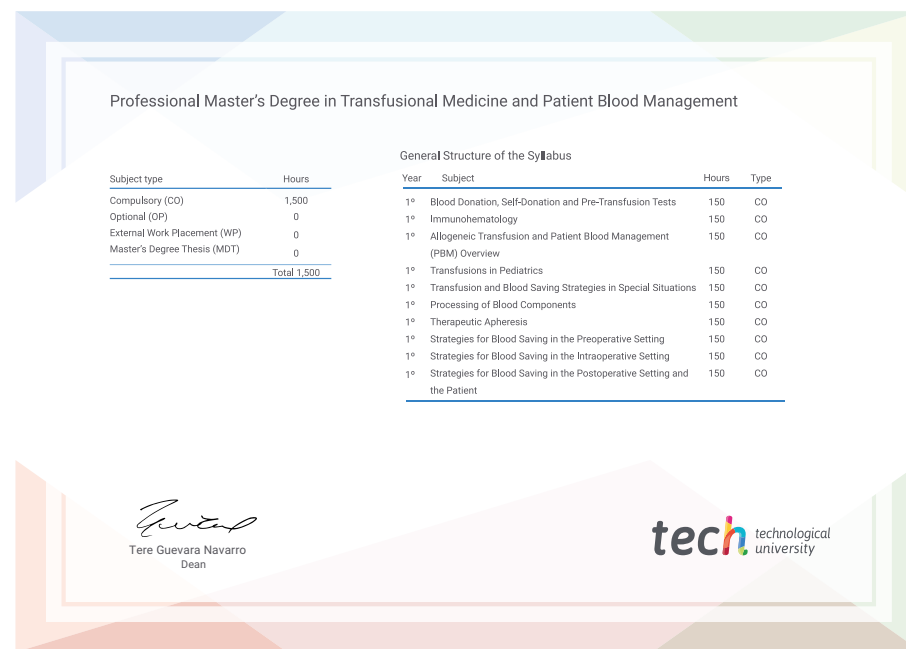 Professional Master's Degree in Transfusional Medicine and Patient Blood Management
Subject type Hours
Compulsory (CO) 1,500
Optional (OP) 0
External Work Placement (WP) 0
Master's Degree Thesis (MDT) 0
Total 1,500
General Structure of the Syllabus
Year Subject Hours Type
1º Blood Donation, Self-Donation and Pre-Transfusion Tests 150 CO
1º Immunohematology 150 CO
1º Allogeneic Transfusion and Patient Blood Management 150 CO
(PBM) Overview
1º Transfusions in Pediatrics 150 CO
1º Transfusion and Blood Saving Strategies in Special Situations 150 CO
1º Processing of Blood Components 150 CO
1º Therapeutic Apheresis 150 CO
1º Strategies for Blood Saving in the Preoperative Setting 150 CO
1º Strategies for Blood Saving in the Intraoperative Setting 150 CO
1º Strategies for Blood Saving in the Postoperative Setting and 150 CO
the Patient
Tere Guevara Navarro
Dean
tech technological
university